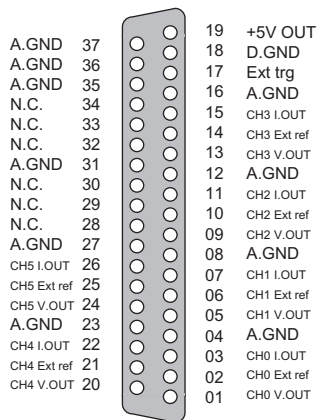 A.GND 37
A.GND 36
A.GND 35
N.C. 34
N.C. 33
N.C. 32
A.GND 31
N.C. 30
N.C. 29
N.C. 28
A.GND 27
CH5 I.OUT 26
CH5 Ext ref 25
CH5 V.OUT 24
A.GND 23
CH4 I.OUT 22
CH4 Ext ref 21
CH4 V.OUT 20
19 +5V OUT
18 D.GND
17 Ext trg
16 A.GND
15 CH3 I.OUT
14 CH3 Ext ref
13 CH3 V.OUT
12 A.GND
11 CH2 I.OUT
10 CH2 Ext ref
09 CH2 V.OUT
08 A.GND
07 CH1 I.OUT
06 CH1 Ext ref
05 CH1 V.OUT
04 A.GND
03 CH0 I.OUT
02 CH0 Ext ref
01 CH0 V.OUT